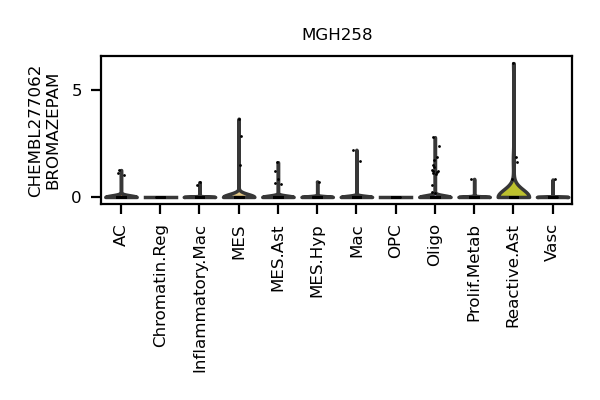 MGH258
CHEMBL277062
BROMAZEPAM
5
0
AC
Chromatin.Reg
Inflammatory.Mac
MES
MES.Ast
MES.Hyp
Mac
OPC
Oligo
Prolif.Metab
Reactive.Ast
Vasc